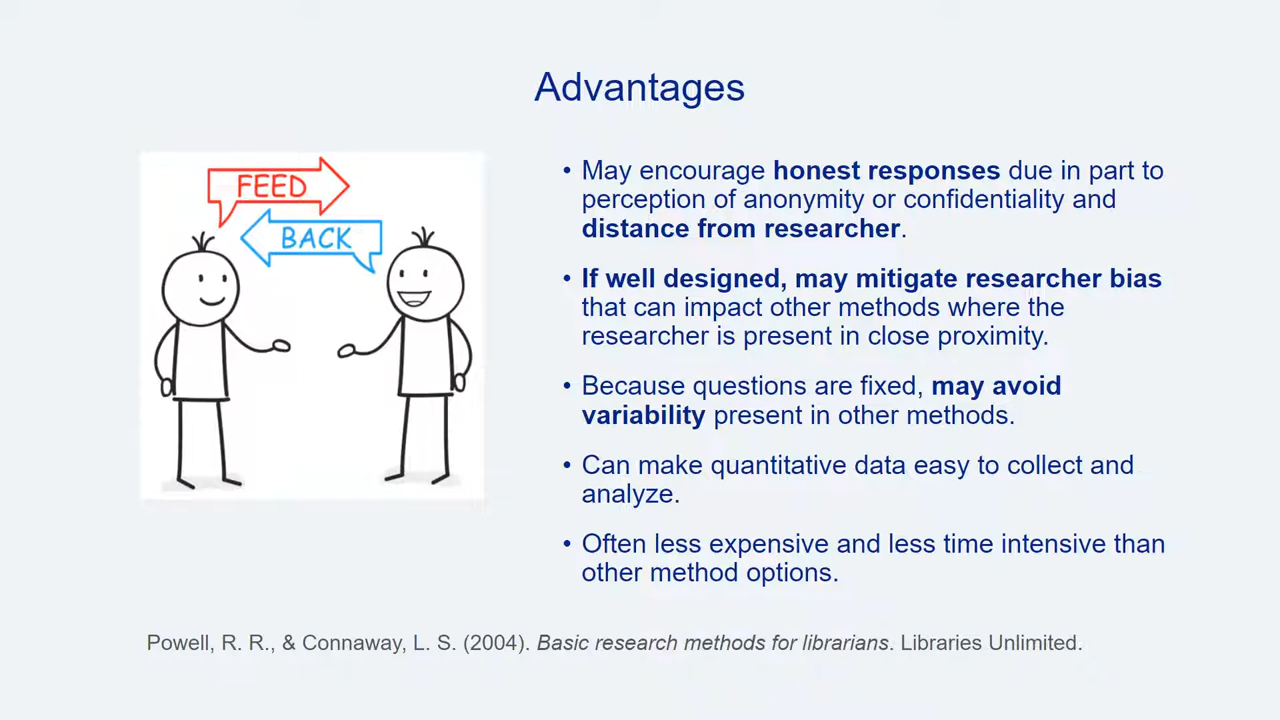 Advantages
FEED
BACK
• May encourage honest responses due in part to
perception of anonymity or confidentiality and
distance from researcher.
• If well designed, may mitigate researcher bias
that can impact other methods where the
researcher is present in close proximity.
• Because questions are fixed, may avoid
variability present in other methods.
• Can make quantitative data easy to collect and
analyze.
• Often less expensive and less time intensive than
other method options.
Powell, R. R., & Connaway, L. S. (2004). Basic research methods for librarians. Libraries Unlimited.